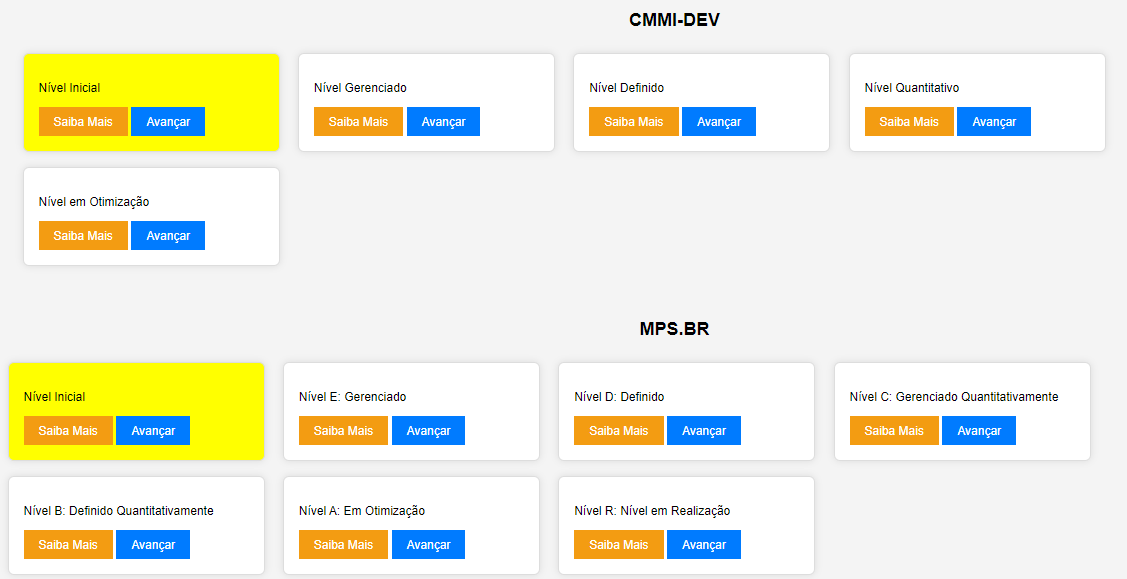 CMMI-DEV
Nível Inicial
Saiba Mais Avançar
Nível Gerenciado
Saiba Mais Avançar
Nível Definido
Saiba Mais Avançar
Nível Quantitativo
Saiba Mais Avançar
Nível em Otimização
Saiba Mais Avançar
MPS.BR
Nível Inicial
Saiba Mais Avançar
Nível E: Gerenciado
Saiba Mais Avançar
Nível D: Definido
Saiba Mais Avançar
Nível C: Gerenciado Quantitativamente
Saiba Mais Avançar
Nível B: Definido Quantitativamente
Saiba Mais Avançar
Nível A: Em Otimização
Saiba Mais Avançar
Nível R: Nível em Realização
Saiba Mais Avançar